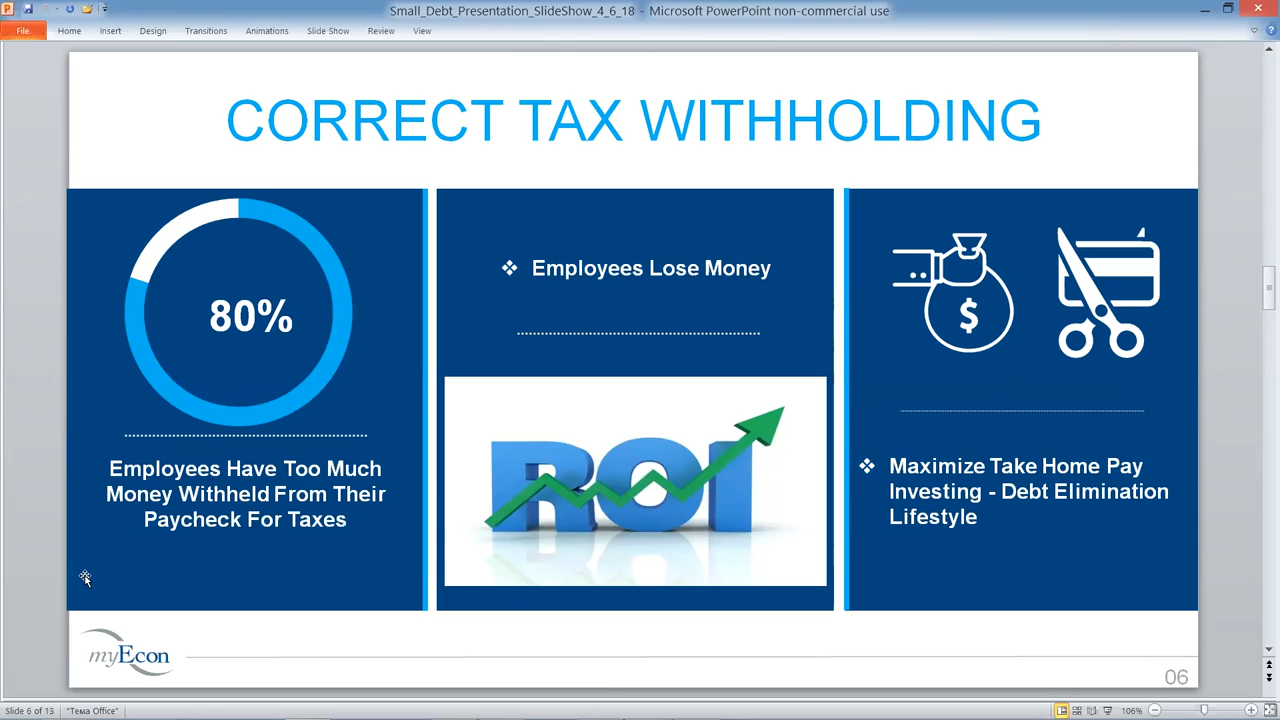 Small_Debt_Presentation_SlideShow_4_6_18 - Microsoft PowerPoint non-commercial use
File
Home
Insert
Design
Transitions
Animations
Slide Show
Review
View
CORRECT TAX WITHHOLDING
80%
Employees Have Too Much
Money Withheld From Their
Paycheck For Taxes
❖ Employees Lose Money
ROI
$
❖ Maximize Take Home Pay
Investing - Debt Elimination
Lifestyle
myEcon
06
Slide 6 of 13
"Тема Office"
106%